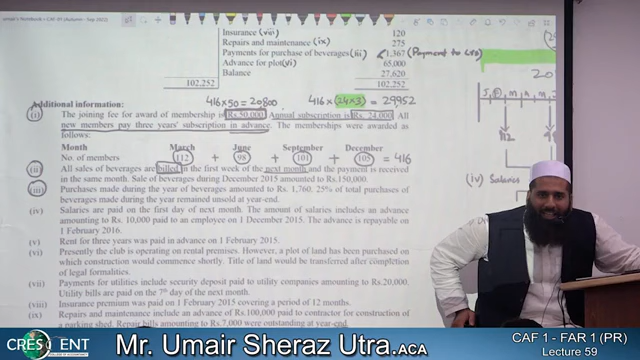 umair's Notebook • CAF #1 (Autumn - Sep 2025)
Insurance (viii) 120
Repairs and maintenance (ix) 275
Payments for purchase of beverages (iii) 1,367 (Payment to
Advance for plot (vi) 65,000
Balance 27,620
102,252 102,252
416 x 50 = 20800 416 x (24 x 3) = 29952
Additional information:
(i) The joining fee for award of membership is Rs. 50,000. Annual subscription is Rs. 24,000. All
new members pay three years' subscription in advance. The memberships were awarded as
follows:
Month March June September December
No. of members 112 + 98 + 101 + 105 = 416
(ii) All sales of beverages are billed in the first week of the next month and the payment is received
in the same month. Sale of beverages during December 2015 amounted to Rs. 150,000.
(iii) Purchases made during the year of beverages amounted to Rs. 1,760. 25% of total purchases of
beverages made during the year remained unsold at year-end.
(iv) Salaries are paid on the first day of next month. The amount of salaries includes an advance
amounting to Rs. 10,000 paid to an employee on 1 December 2015. The advance is repayable on
1 February 2016.
(v) Rent for three years was paid in advance on 1 February 2015.
(vi) Presently the club is operating on rental premises. However, a plot of land has been purchased on
which construction would commence shortly. Title of land would be transferred after completion
of legal formalities.
(vii) Payments for utilities include security deposit paid to utility companies amounting to Rs. 20,000.
Utility bills are paid on the 7th day of the next month.
(viii) Insurance premium was paid on 1 February 2015 covering a period of 12 months.
(ix) Repairs and maintenance include an advance of Rs. 100,000 paid to contractor for construction of
a parking shed. Repair bills amounting to Rs. 7,000 were outstanding at year-end.
20
112
(iv) Salaries
CRESCENT
Mr. Umair Sheraz Utra.ACA
CAF 1 - FAR 1 (PR)
Lecture 59